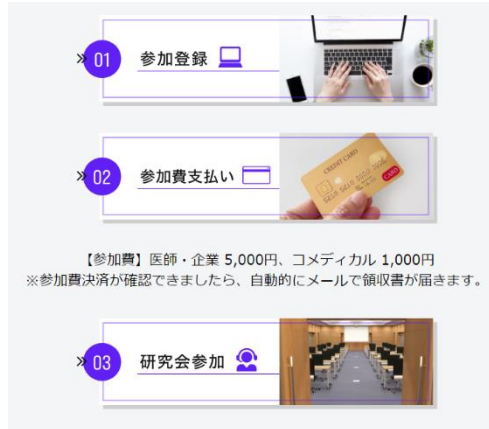 » 01 参加登録
» 02 参加費支払い
CREDIT CARD
CARD
【参加費】医師・企業 5,000円、コメディカル 1,000円
※参加費決済が確認できましたら、自動的にメールで領収書が届きます。
» 03 研究会参加